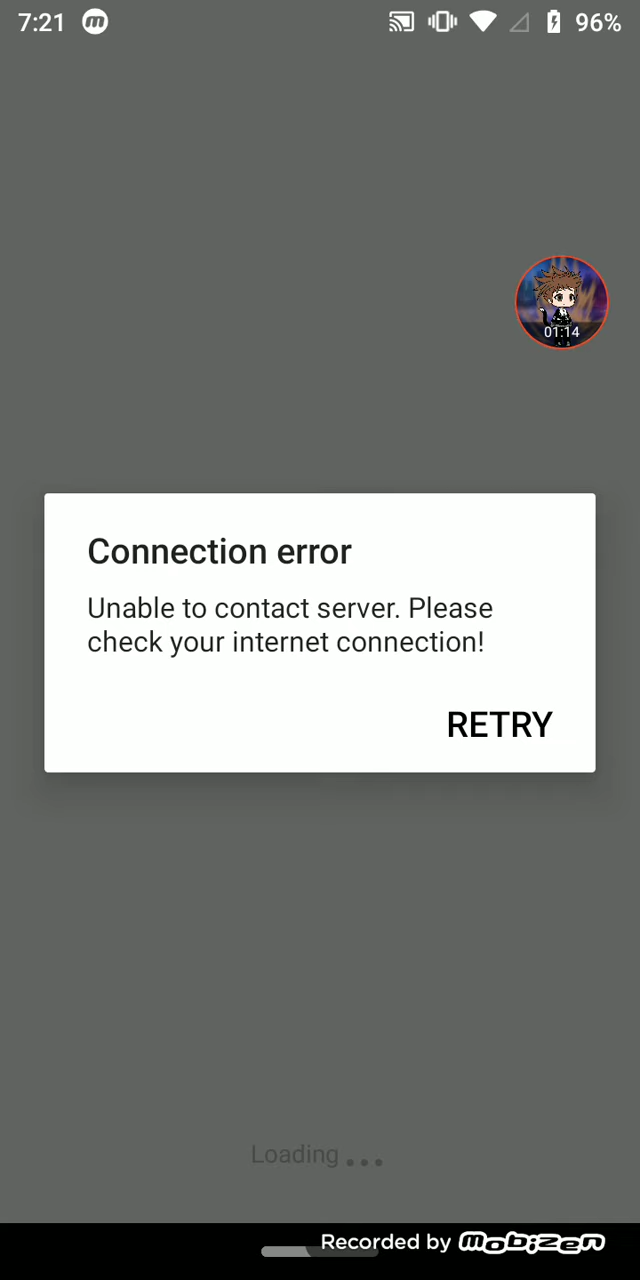 7:21 m 96%
01:14
Connection error
Unable to contact server. Please
check your internet connection!
RETRY
Loading...
Recorded by mobizen